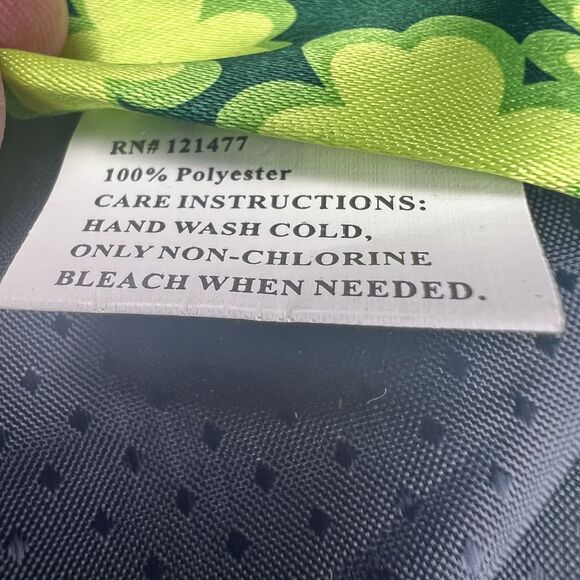 RN# 121477
100% Polyester
CARE INSTRUCTIONS:
HAND WASH COLD,
ONLY NON-CHLORINE
BLEACH WHEN NEEDED.